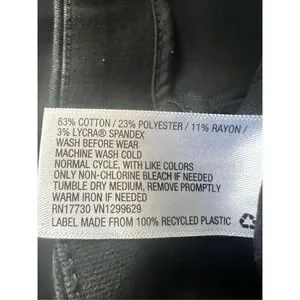 63% COTTON / 23% POLYESTER / 11% RAYON /
3% LYCRA® SPANDEX
WASH BEFORE WEAR
MACHINE WASH COLD
NORMAL CYCLE, WITH LIKE COLORS
ONLY NON-CHLORINE BLEACH IF NEEDED
TUMBLE DRY MEDIUM, REMOVE PROMPTLY
WARM IRON IF NEEDED
RN17730 VN1299629
LABEL MADE FROM 100% RECYCLED PLASTIC